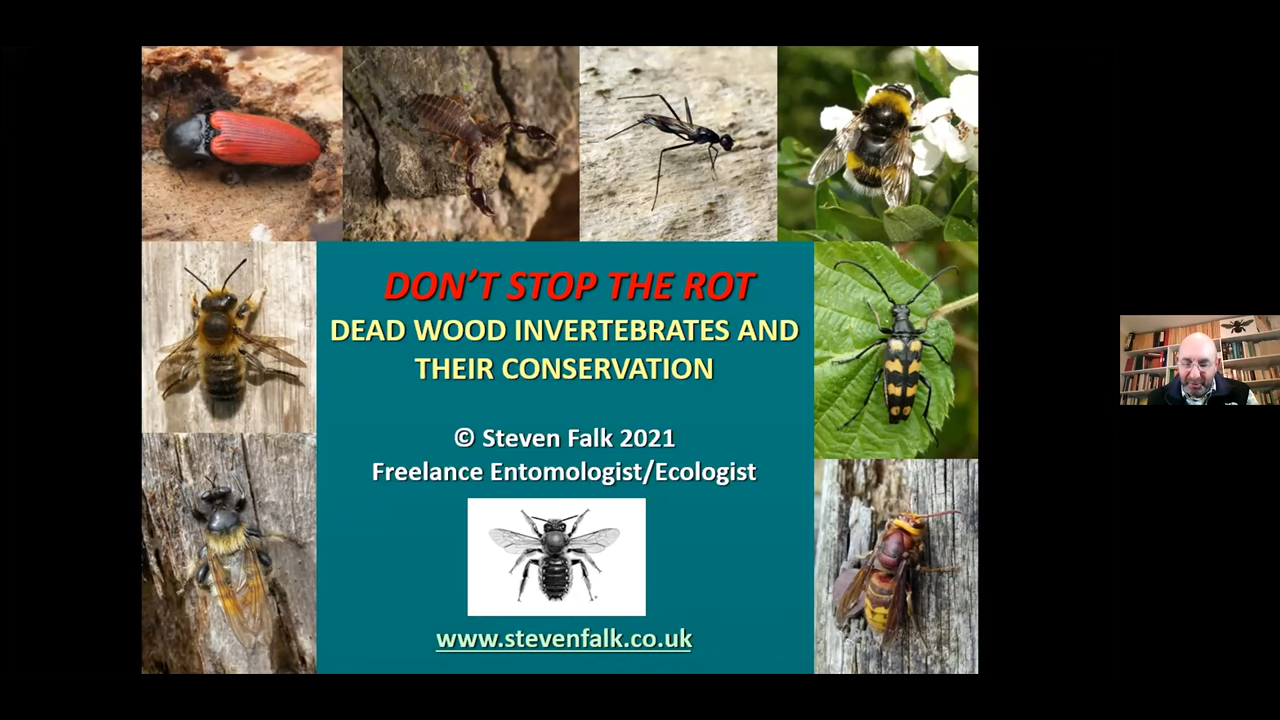 DON'T STOP THE ROT
DEAD WOOD INVERTEBRATES AND
THEIR CONSERVATION
© Steven Falk 2021
Freelance Entomologist/Ecologist
www.stevenfalk.co.uk